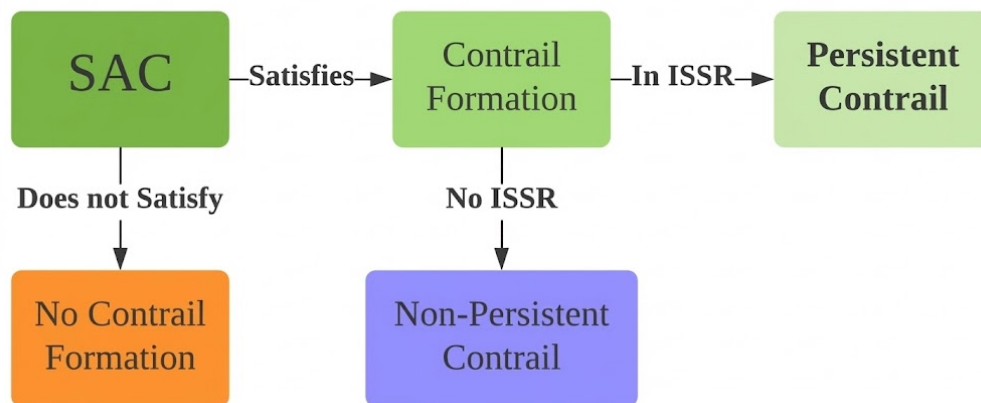 SAC
Satisfies
Contrail
Formation
In ISSR
Persistent
Contrail
Does not Satisfy
No ISSR
No Contrail
Formation
Non-Persistent
Contrail